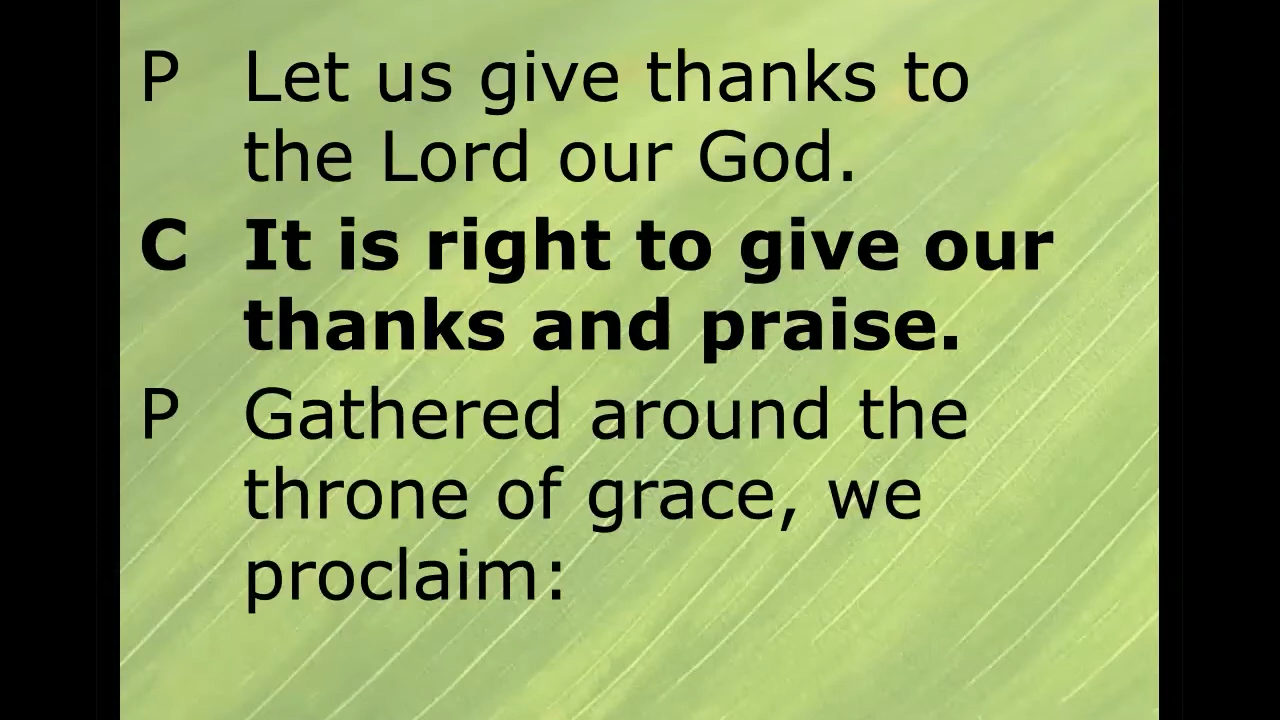 P Let us give thanks to
the Lord our God.
C It is right to give our
thanks and praise.
P Gathered around the
throne of grace, we
proclaim: